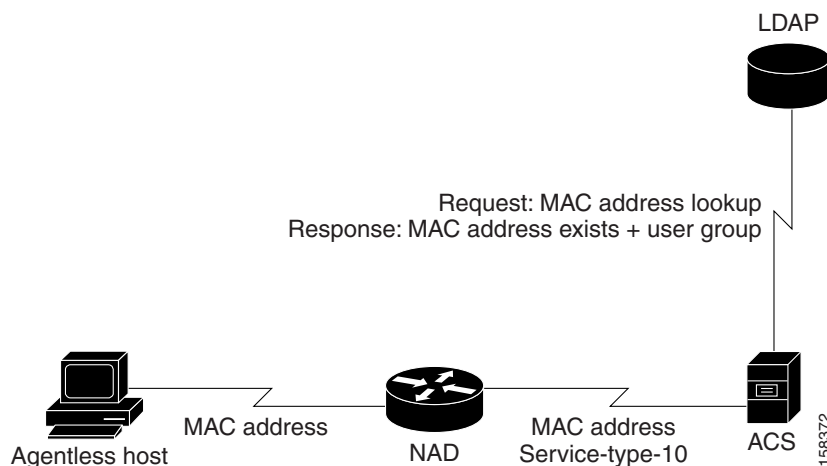 LDAP
Request: MAC address lookup
Response: MAC address exists + user group
MAC address
MAC address
Service-type-10
Agentless host
NAD
ACS
158372